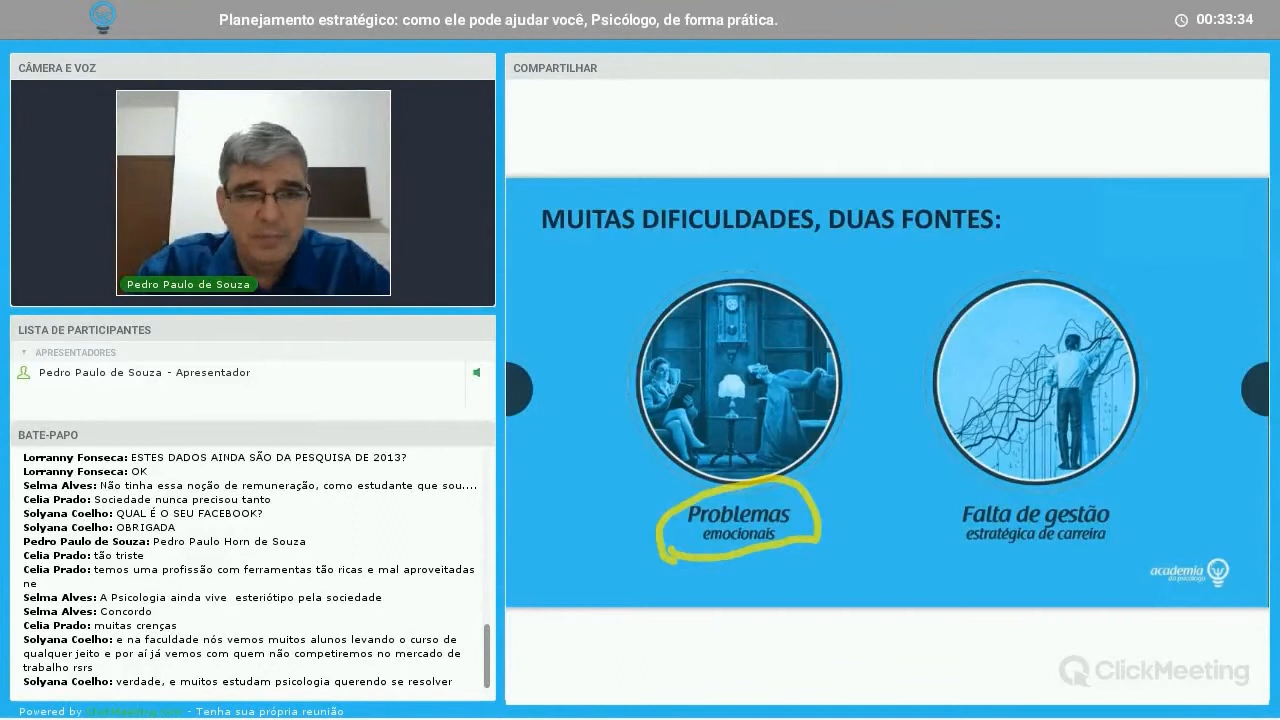 Planejamento estratégico: como ele pode ajudar você, Psicólogo, de forma prática.
00:33:34
CÂMERA E VOZ
Pedro Paulo de Souza
LISTA DE PARTICIPANTES
APRESENTADORES
Pedro Paulo de Souza - Apresentador
BATE-PAPO
Lorranny Fonseca: ESTES DADOS AINDA SÃO DA PESQUISA DE 2013?
Lorranny Fonseca: OK
Selma Alves: Não tinha essa noção de remuneração, como estudante que sou....
Celia Prado: Sociedade nunca precisou tanto
Solyana Coelho: QUAL É O SEU FACEBOOK?
Solyana Coelho: OBRIGADA
Pedro Paulo de Souza: Pedro Paulo Horn de Souza
Celia Prado: tão triste
Celia Prado: temos uma profissão com ferramentas tão ricas e mal aproveitadas
ne
Selma Alves: A Psicologia ainda vive esteriótipo pela sociedade
Selma Alves: Concordo
Celia Prado: muitas crenças
Solyana Coelho: e na faculdade nós vemos muitos alunos levando o curso de
qualquer jeito e por aí já vemos com quem não competiremos no mercado de
trabalho rsrs
Solyana Coelho: verdade, e muitos estudam psicologia querendo se resolver
Powered by ClickMeeting.com - Tenha sua própria reunião
COMPARTILHAR
MUITAS DIFICULDADES, DUAS FONTES:
Problemas
emocionais
Falta de gestão
estratégica de carreira
academia
do psicólogo
ClickMeeting